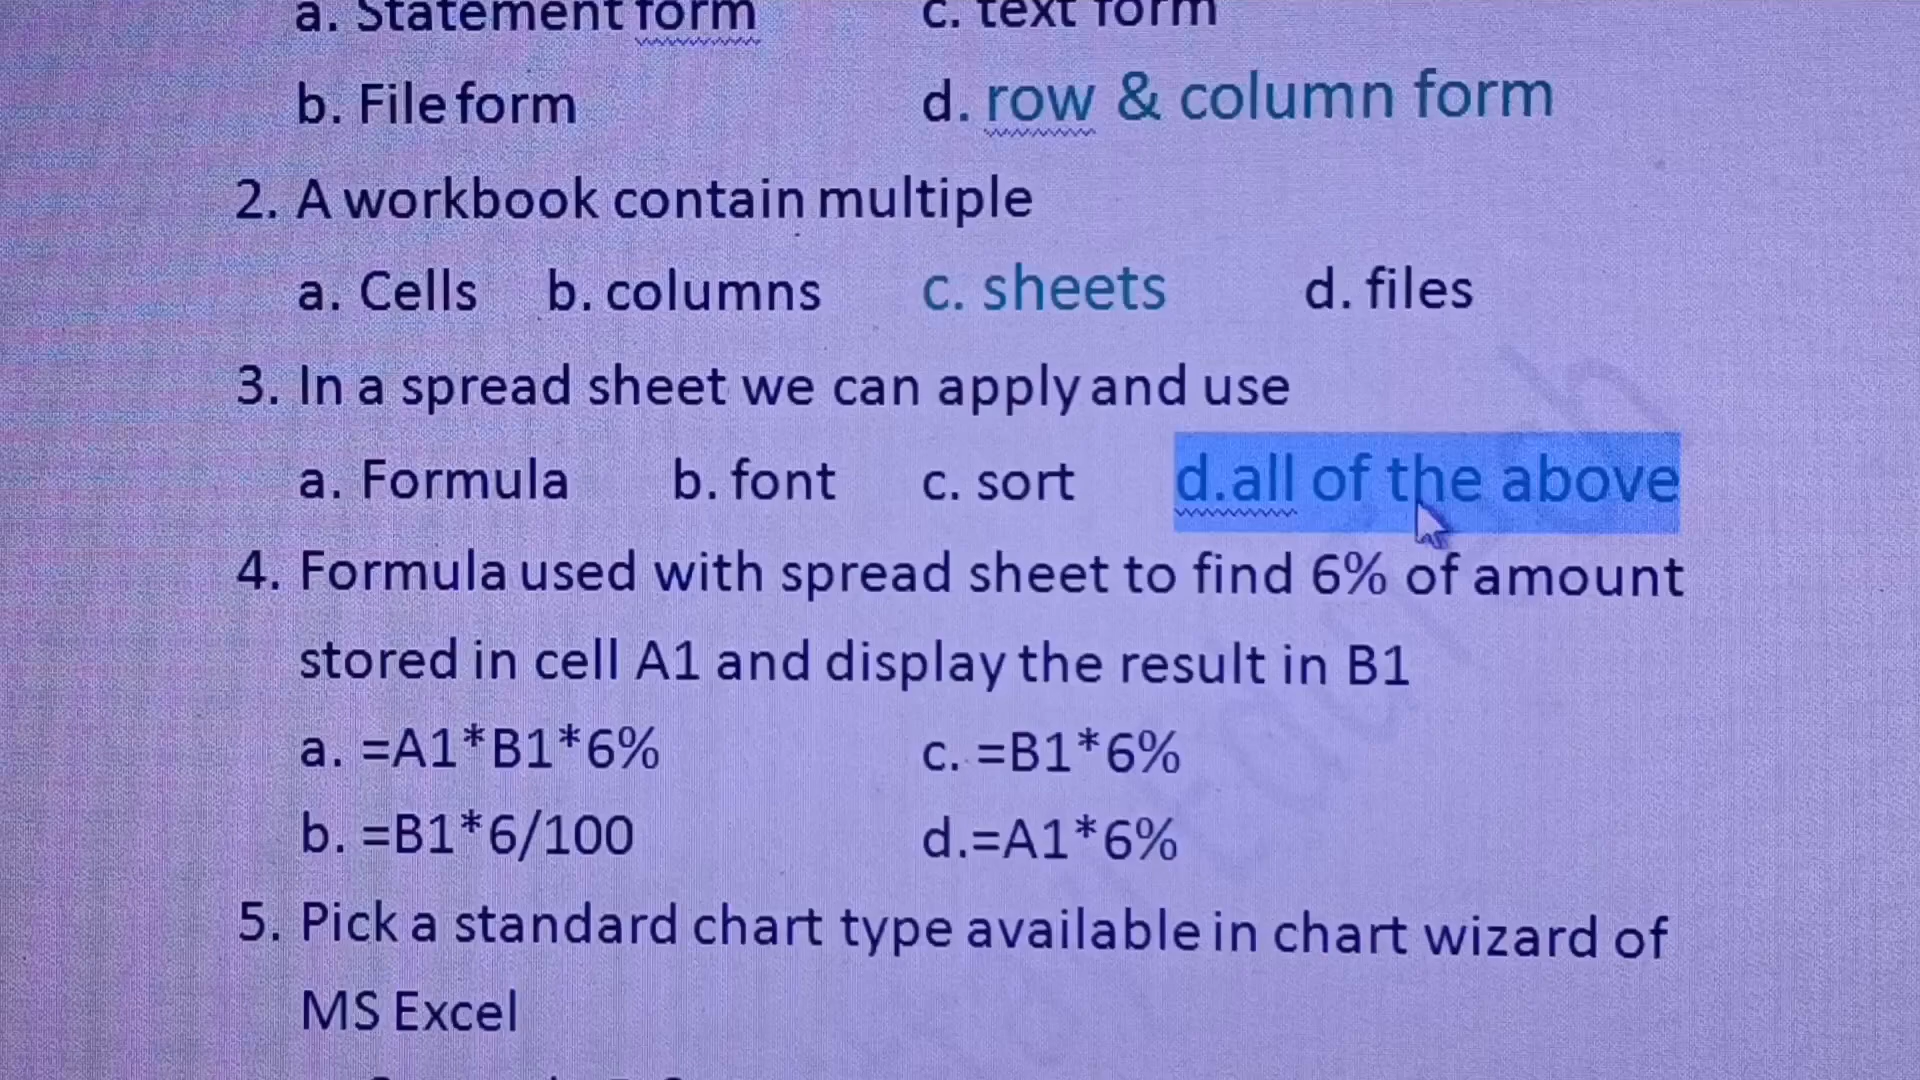 a. Statement form c. text form
b. File form d. row & column form
2. A workbook contain multiple
a. Cells b. columns c. sheets d. files
3. In a spread sheet we can apply and use
a. Formula b. font c. sort d.all of the above
4. Formula used with spread sheet to find 6% of amount
stored in cell A1 and display the result in B1
a. =A1*B1*6% c. =B1*6%
b. =B1*6/100 d.=A1*6%
5. Pick a standard chart type available in chart wizard of
MS Excel